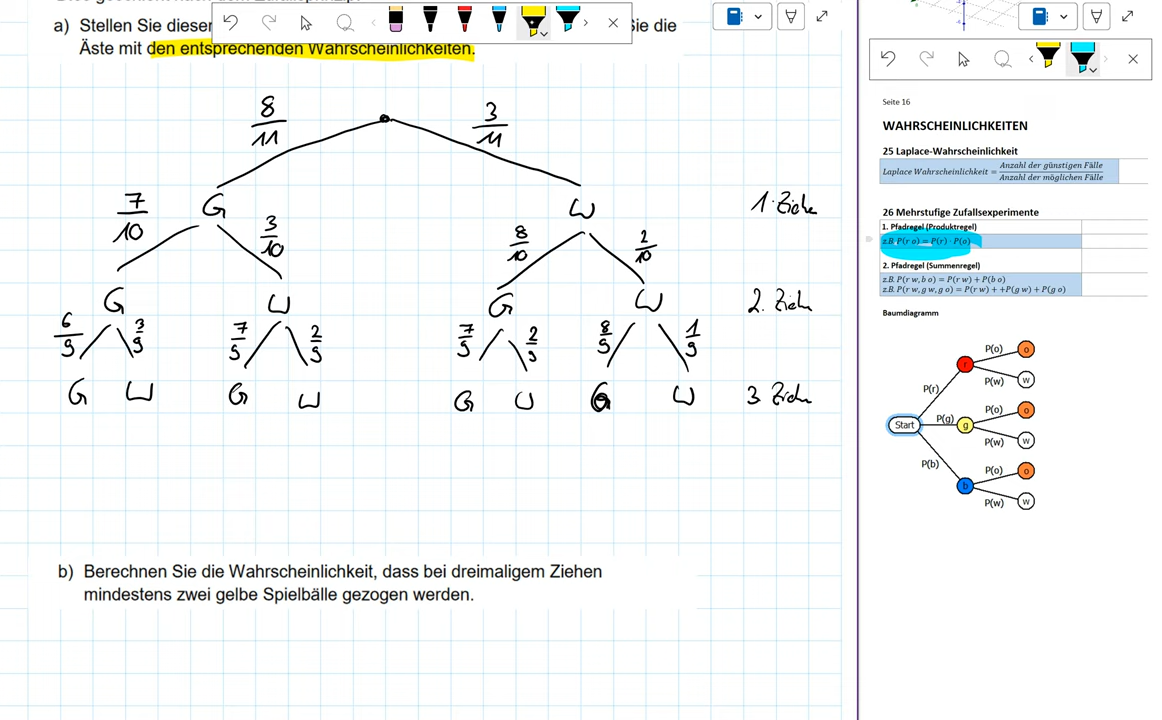 a) Stellen Sie dieser
Sie die
Äste mit den entsprechenden Wahrscheinlichkeiten.
8/11
3/11
7/10
G
3/10
8/10
W
2/10
1. Ziehe
G
W
G
W
2. Ziehe
6/9
3/9
7/9
2/9
7/9
2/9
8/9
1/9
G
W
G
W
G
W
G
W
3 Ziehe
b) Berechnen Sie die Wahrscheinlichkeit, dass bei dreimaligem Ziehen
mindestens zwei gelbe Spielbälle gezogen werden.
Seite 16
WAHRSCHEINLICHKEITEN
25 Laplace-Wahrscheinlichkeit
Laplace Wahrscheinlichkeit = Anzahl der günstigen Fälle / Anzahl der möglichen Fälle
26 Mehrstufige Zufallsexperimente
1. Pfadregel (Produktregel)
z.B. P(r o) = P(r) · P(o)
2. Pfadregel (Summenregel)
z.B. P(r w, b o) = P(r w) + P(b o)
z.B. P(r w, g w, g o) = P(r w) + +P(g w) + P(g o)
Baumdiagramm
P(o)
o
P(r)
r
P(w)
w
P(o)
o
Start
P(g)
g
P(w)
w
P(b)
b
P(o)
o
P(w)
w